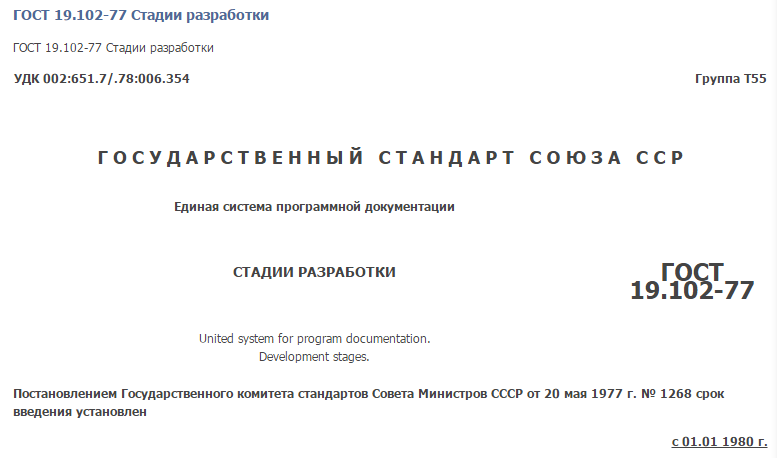 ГОСТ 19.102-77 Стадии разработки
ГОСТ 19.102-77 Стадии разработки
УДК 002:651.7/.78:006.354 Группа Т55
ГОСУДАРСТВЕННЫЙ СТАНДАРТ СОЮЗА ССР
Единая система программной документации
СТАДИИ РАЗРАБОТКИ
ГОСТ
19.102-77
United system for program documentation.
Development stages.
Постановлением Государственного комитета стандартов Совета Министров СССР от 20 мая 1977 г. № 1268 срок
введения установлен
с 01.01 1980 г.